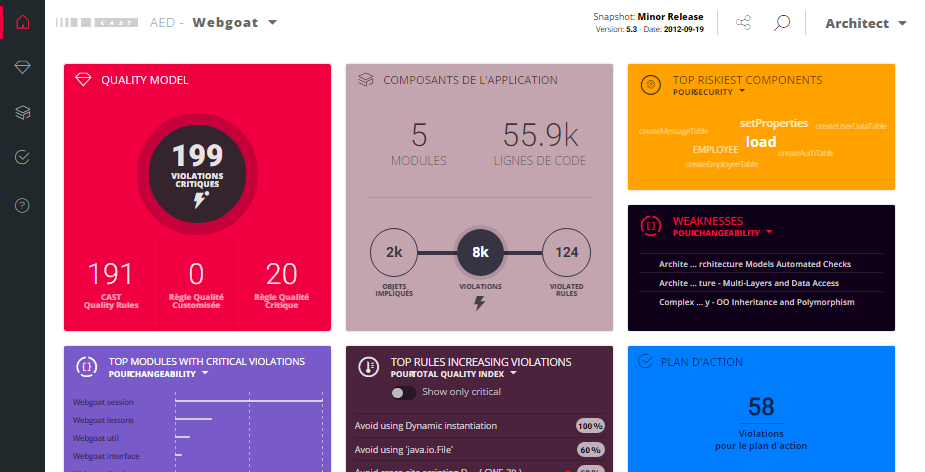 CAST AED - Webgoat
Snapshot: Minor Release
Version: 5.3 · Date: 2012-09-19
Architect
QUALITY MODEL
199
VIOLATIONS
CRITIQUES
191
CAST
Quality Rules
0
Règle Qualité
Customisée
20
Règle Qualité
Critique
COMPOSANTS DE L'APPLICATION
5
MODULES
55.9k
LIGNES DE CODE
2k
OBJETS
IMPLIQUÉS
8k
VIOLATIONS
124
VIOLATED
RULES
TOP RISKIEST COMPONENTS
POURSECURITY
createMessageTable
setProperties
createUserDataTable
EMPLOYEE
load
createAuthTable
createEmployeeTable
WEAKNESSES
POURCHANGEABILITY
Archite ... rchitecture Models Automated Checks
Archite ... ture - Multi-Layers and Data Access
Complex ... y - OO Inheritance and Polymorphism
TOP MODULES WITH CRITICAL VIOLATIONS
POURCHANGEABILITY
Webgoat session
Webgoat lessons
Webgoat util
Webgoat interface
TOP RULES INCREASING VIOLATIONS
POURTOTAL QUALITY INDEX
Show only critical
Avoid using Dynamic instantiation
100 %
Avoid using 'java.io.File'
60 %
PLAN D'ACTION
58
Violations
pour le plan d'action